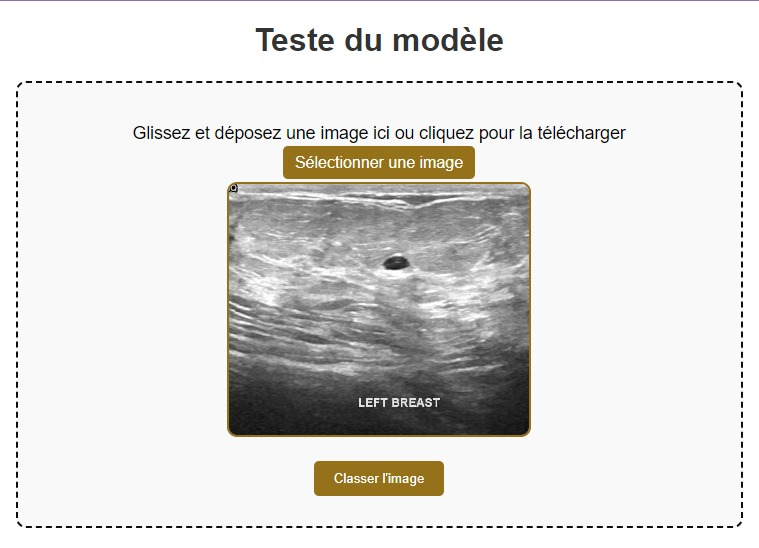 Teste du modèle
Glissez et déposez une image ici ou cliquez pour la télécharger
Sélectionner une image
LEFT BREAST
Classer l'image